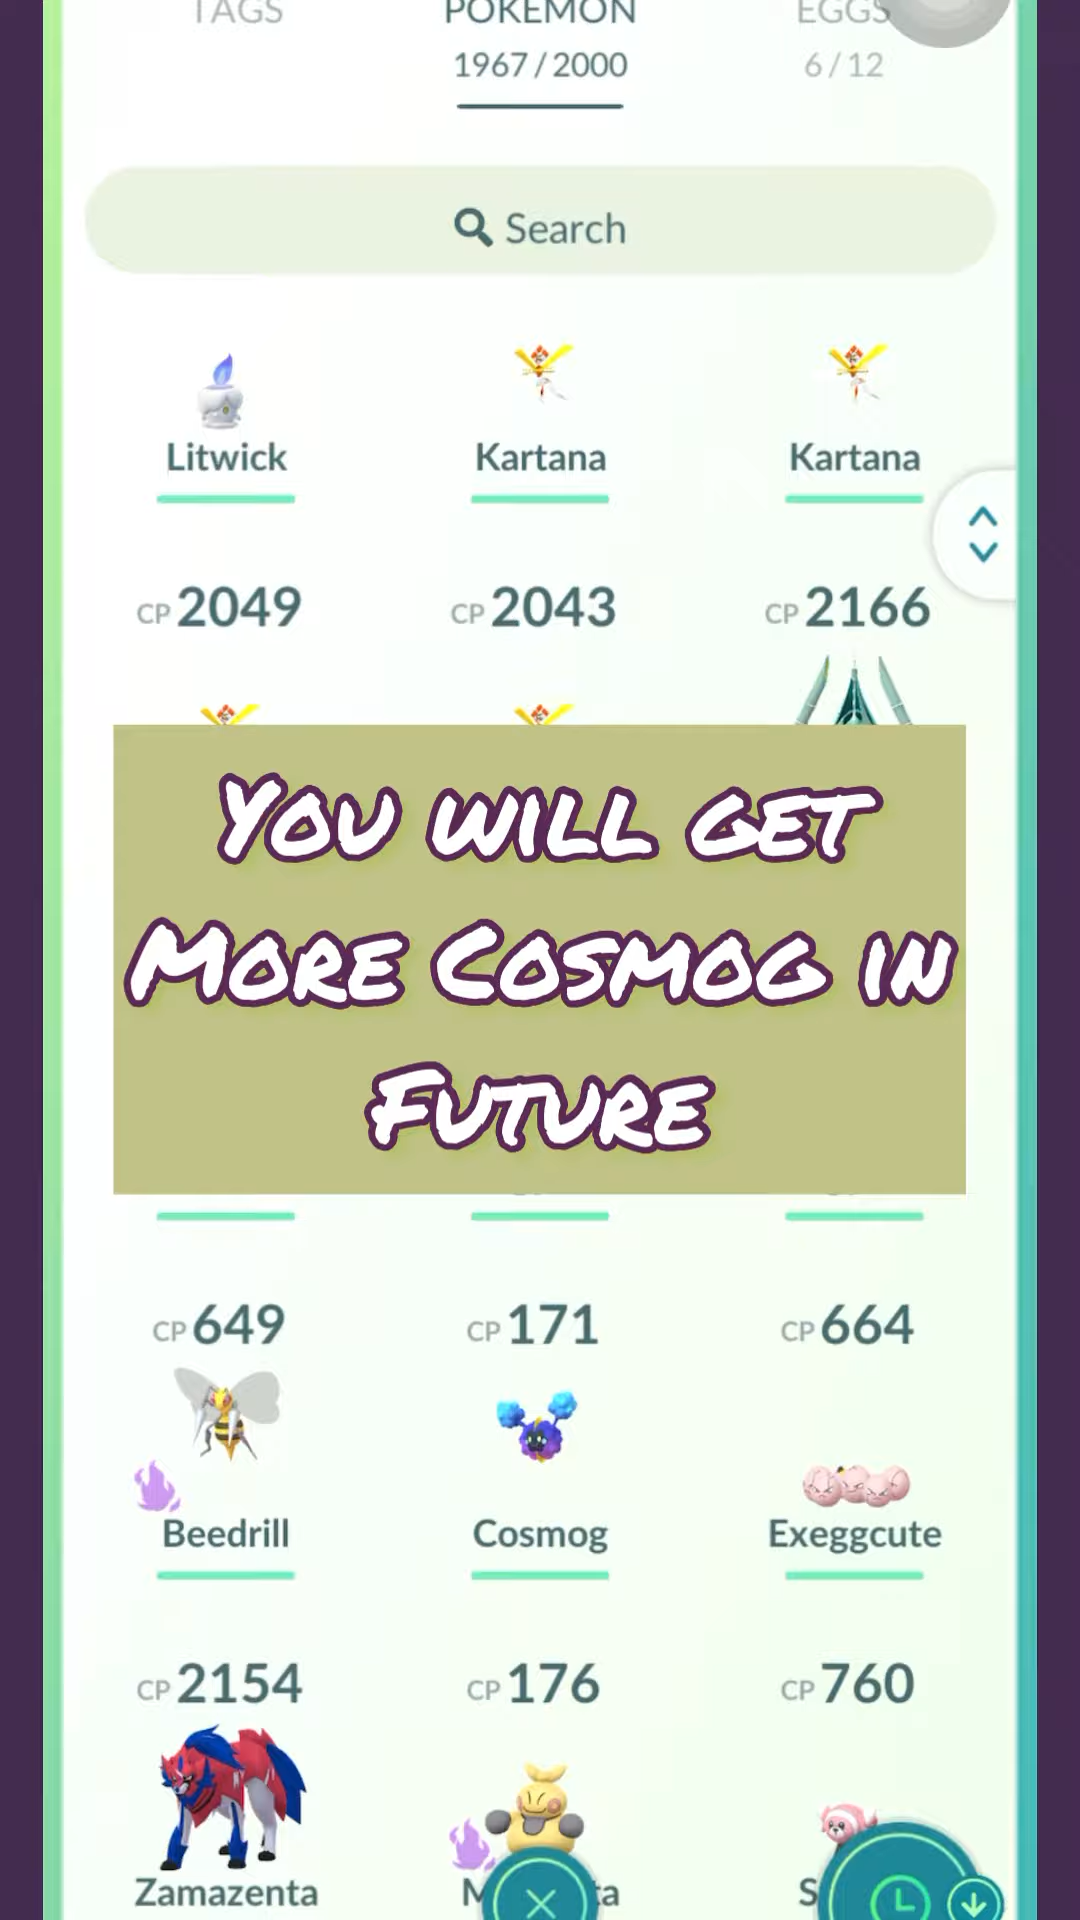 TAGS POKÉMON EGGS
1967 / 2000 6 / 12
Search
Litwick Kartana Kartana
CP 2049 CP 2043 CP 2166
You will get
More Cosmog in
Future
CP 649 CP 171 CP 664
Beedrill Cosmog Exeggcute
CP 2154 CP 176 CP 760
Zamazenta